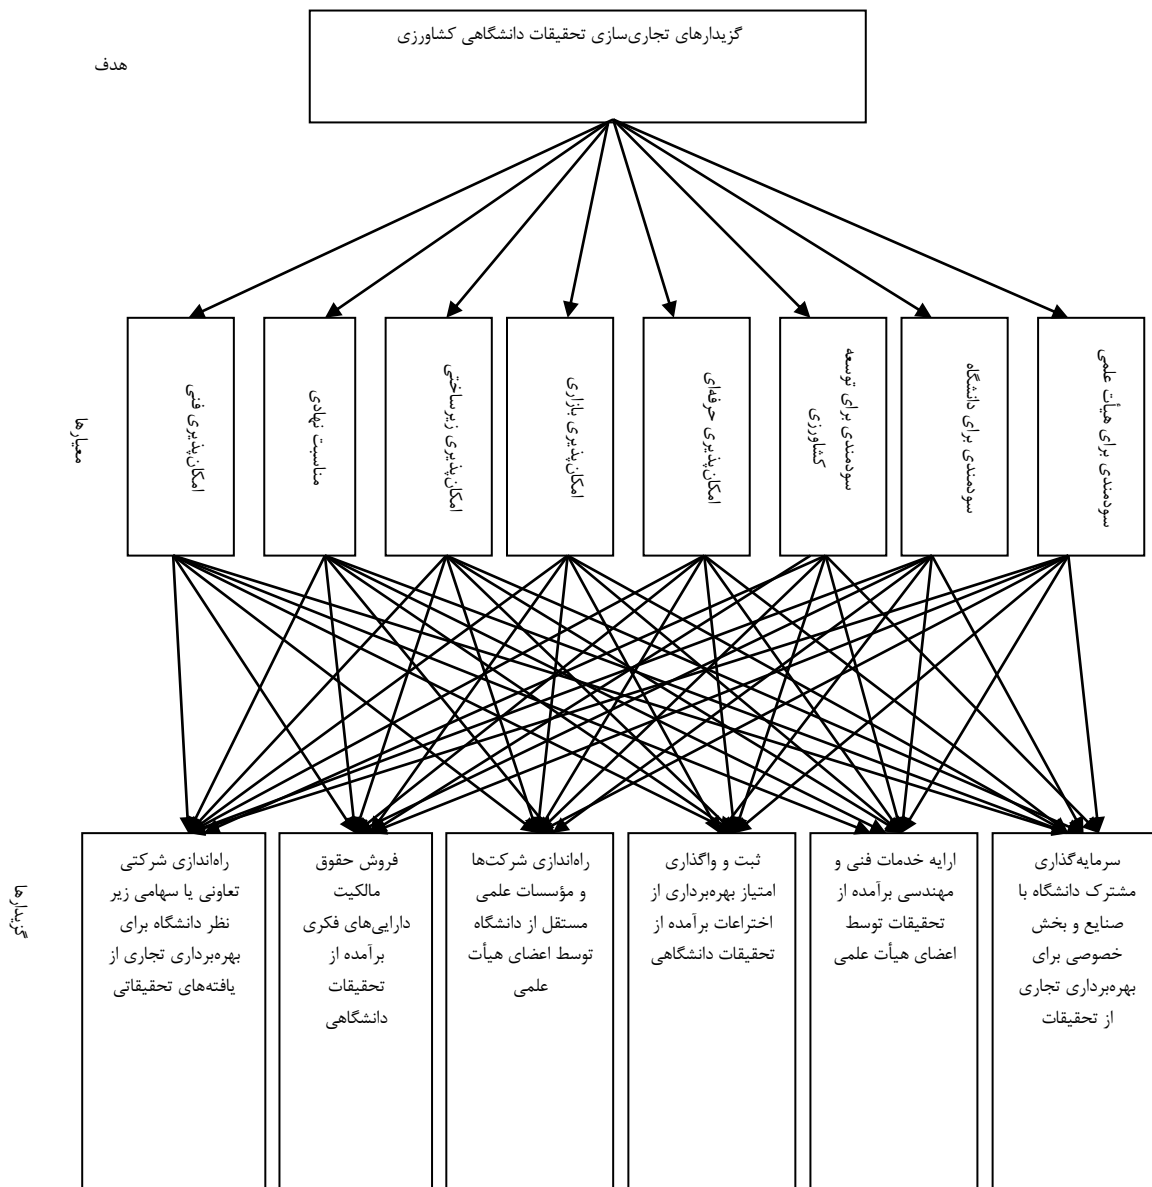 گزیدارهای تجاری‌سازی تحقیقات دانشگاهی کشاورزی
هدف
سودمندی برای هیأت علمی
سودمندی برای دانشگاه
سودمندی برای توسعه
کشاورزی
امکان‌پذیری حرفه‌ای
امکان‌پذیری بازاری
امکان‌پذیری زیرساختی
مناسبت نهادی
امکان‌پذیری فنی
معیارها
سرمایه‌گذاری
مشترک دانشگاه با
صنایع و بخش
خصوصی برای
بهره‌برداری تجاری
از تحقیقات
ارایه خدمات فنی و
مهندسی برآمده از
تحقیقات توسط
اعضای هیأت علمی
ثبت و واگذاری
امتیاز بهره‌برداری از
اختراعات برآمده از
تحقیقات دانشگاهی
راه‌اندازی شرکت‌ها
و مؤسسات علمی
مستقل از دانشگاه
توسط اعضای هیأت
علمی
فروش حقوق
مالکیت
دارایی‌های فکری
برآمده از
تحقیقات
دانشگاهی
راه‌اندازی شرکتی
تعاونی یا سهامی زیر
نظر دانشگاه برای
بهره‌برداری تجاری از
یافته‌های تحقیقاتی
گزیدارها